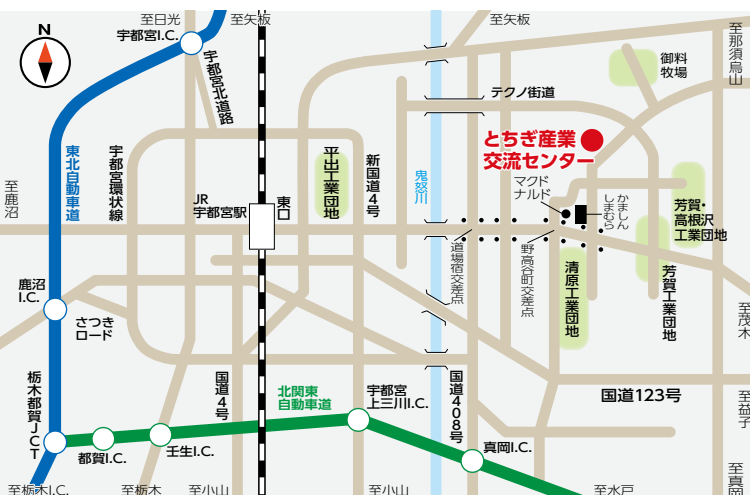 至日光
至矢板
至矢板
宇都宮I.C.
N
宇都宮北道路
テクノ街道
御料
牧場
至那須烏山
とちぎ産業
交流センター
東北自動車道
宇都宮環状線
平出工業団地
新国道4号
鬼怒川
マクド
ナルド
かましん
しまむら
芳賀・
高根沢
工業団地
至鹿沼
JR
宇都宮駅
東口
道場宿交差点
野高谷町交差点
清原工業団地
芳賀工業団地
鹿沼
I.C.
さつき
ロード
至茂木
栃木都賀JCT
国道4号
北関東
自動車道
宇都宮
上三川I.C.
国道408号
国道123号
至益子
都賀I.C.
壬生I.C.
真岡I.C.
至真岡
至栃木I.C.
至栃木
至小山
至小山
至水戸